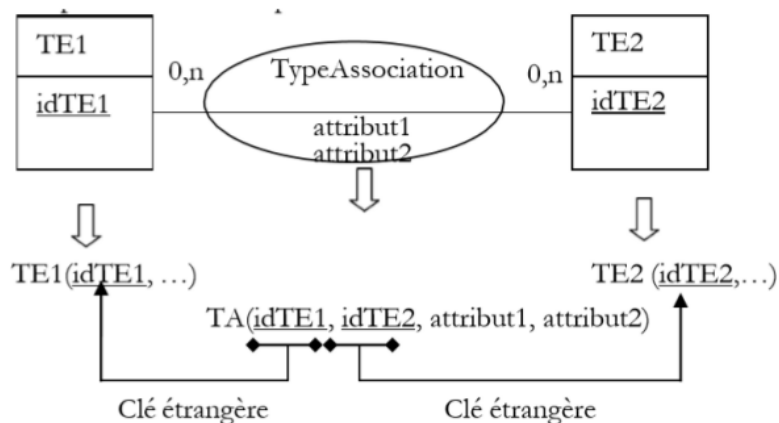 TE1
TE2
0,n
TypeAssociation
0,n
idTE1
idTE2
attribut1
attribut2
TE1(idTE1, …)
TE2 (idTE2,…)
TA(idTE1, idTE2, attribut1, attribut2)
Clé étrangère
Clé étrangère